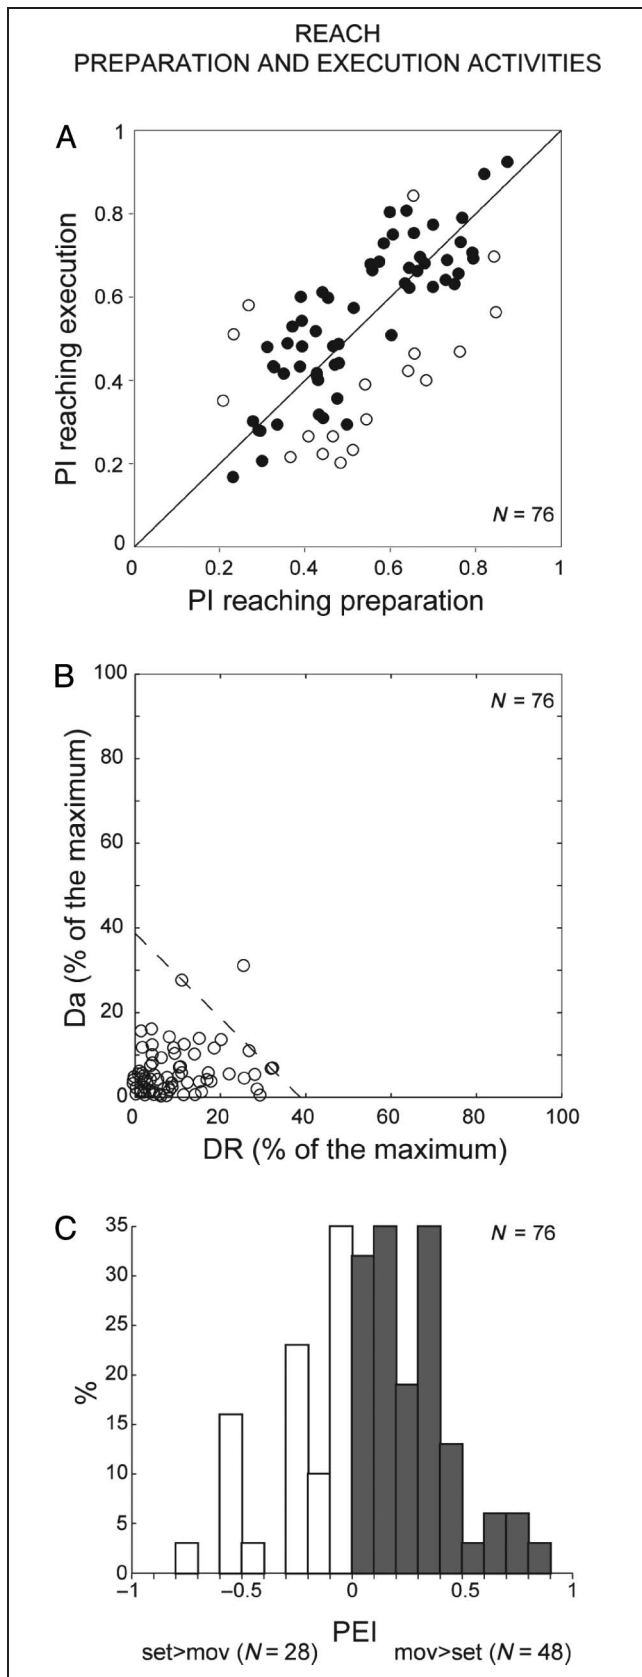 REACH
PREPARATION AND EXECUTION ACTIVITIES
A
1
0.8
0.6
0.4
0.2
0
PI reaching execution
N = 76
0 0.2 0.4 0.6 0.8 1
PI reaching preparation
B
100
80
60
40
20
0
Da (% of the maximum)
N = 76
0 20 40 60 80 100
DR (% of the maximum)
C
35
30
25
20
15
10
5
0
%
N = 76
−1 −0.5 0 0.5 1
PEI
set>mov (N = 28) mov>set (N = 48)